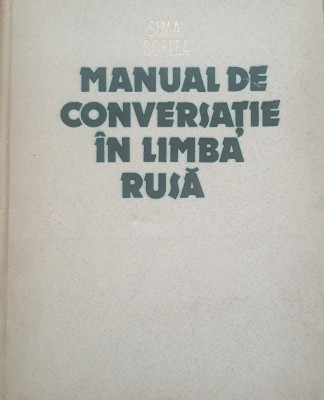 SIMA
BORLEA
MANUAL DE
CONVERSAȚIE
ÎN LIMBA
RUSĂ